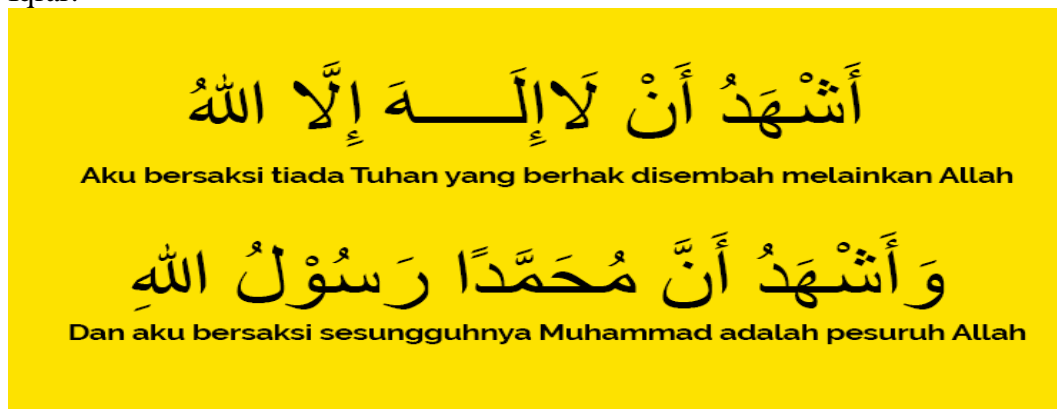 أَشْهَدُ أَنْ لَاإِلَـــــهَ إِلَّا اللهُ
Aku bersaksi tiada Tuhan yang berhak disembah melainkan Allah
وَأَشْهَدُ أَنَّ مُحَمَّدًا رَسُوْلُ اللهِ
Dan aku bersaksi sesungguhnya Muhammad adalah pesuruh Allah